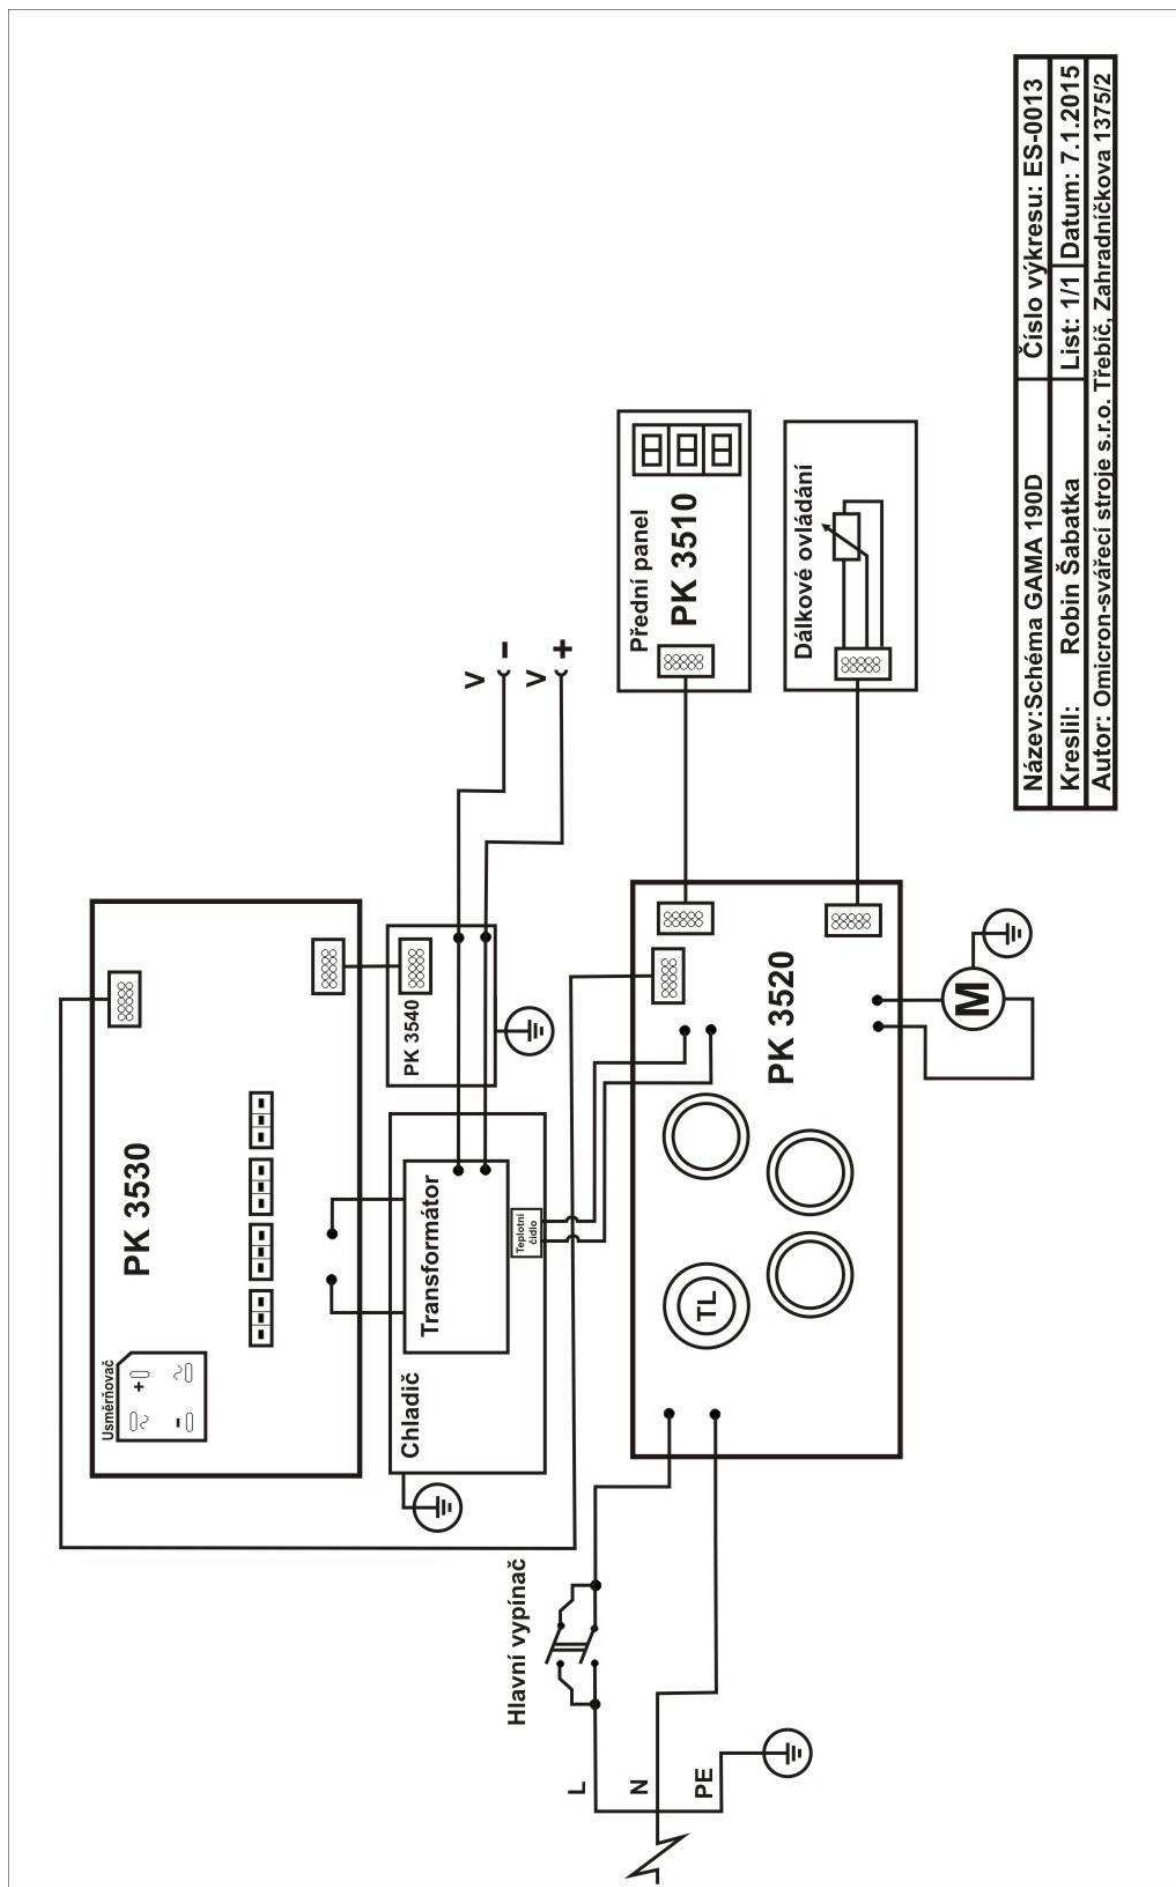 PK 3530
Usměrňovač
+
-
PK 3540
Transformátor
Teplotní
čidlo
Chladič
V -
V +
Přední panel
PK 3510
Dálkové ovládání
PK 3520
TL
M
Hlavní vypínač
L
N
PE
Název:Schéma GAMA 190D Číslo výkresu: ES-0013
Kreslil: Robin Šabatka List: 1/1 Datum: 7.1.2015
Autor: Omicron-svářecí stroje s.r.o. Třebíč, Zahradníčkova 1375/2